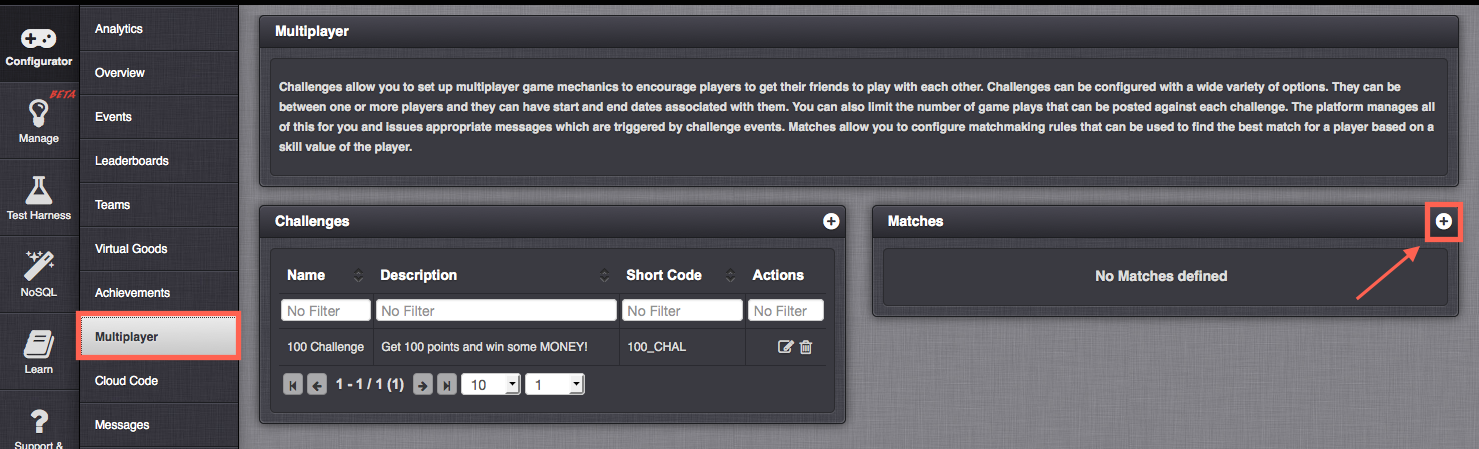 Configurator
BETA
Manage
Test Harness
NoSQL
Learn
Support &
Analytics
Overview
Events
Leaderboards
Teams
Virtual Goods
Achievements
Multiplayer
Cloud Code
Messages
Multiplayer
Challenges allow you to set up multiplayer game mechanics to encourage players to get their friends to play with each other. Challenges can be configured with a wide variety of options. They can be
between one or more players and they can have start and end dates associated with them. You can also limit the number of game plays that can be posted against each challenge. The platform manages all
of this for you and issues appropriate messages which are triggered by challenge events. Matches allow you to configure matchmaking rules that can be used to find the best match for a player based on a
skill value of the player.
Challenges
Name Description Short Code Actions
No Filter No Filter No Filter No Filter
100 Challenge Get 100 points and win some MONEY! 100_CHAL
1 - 1 / 1 (1) 10 1
Matches
No Matches defined